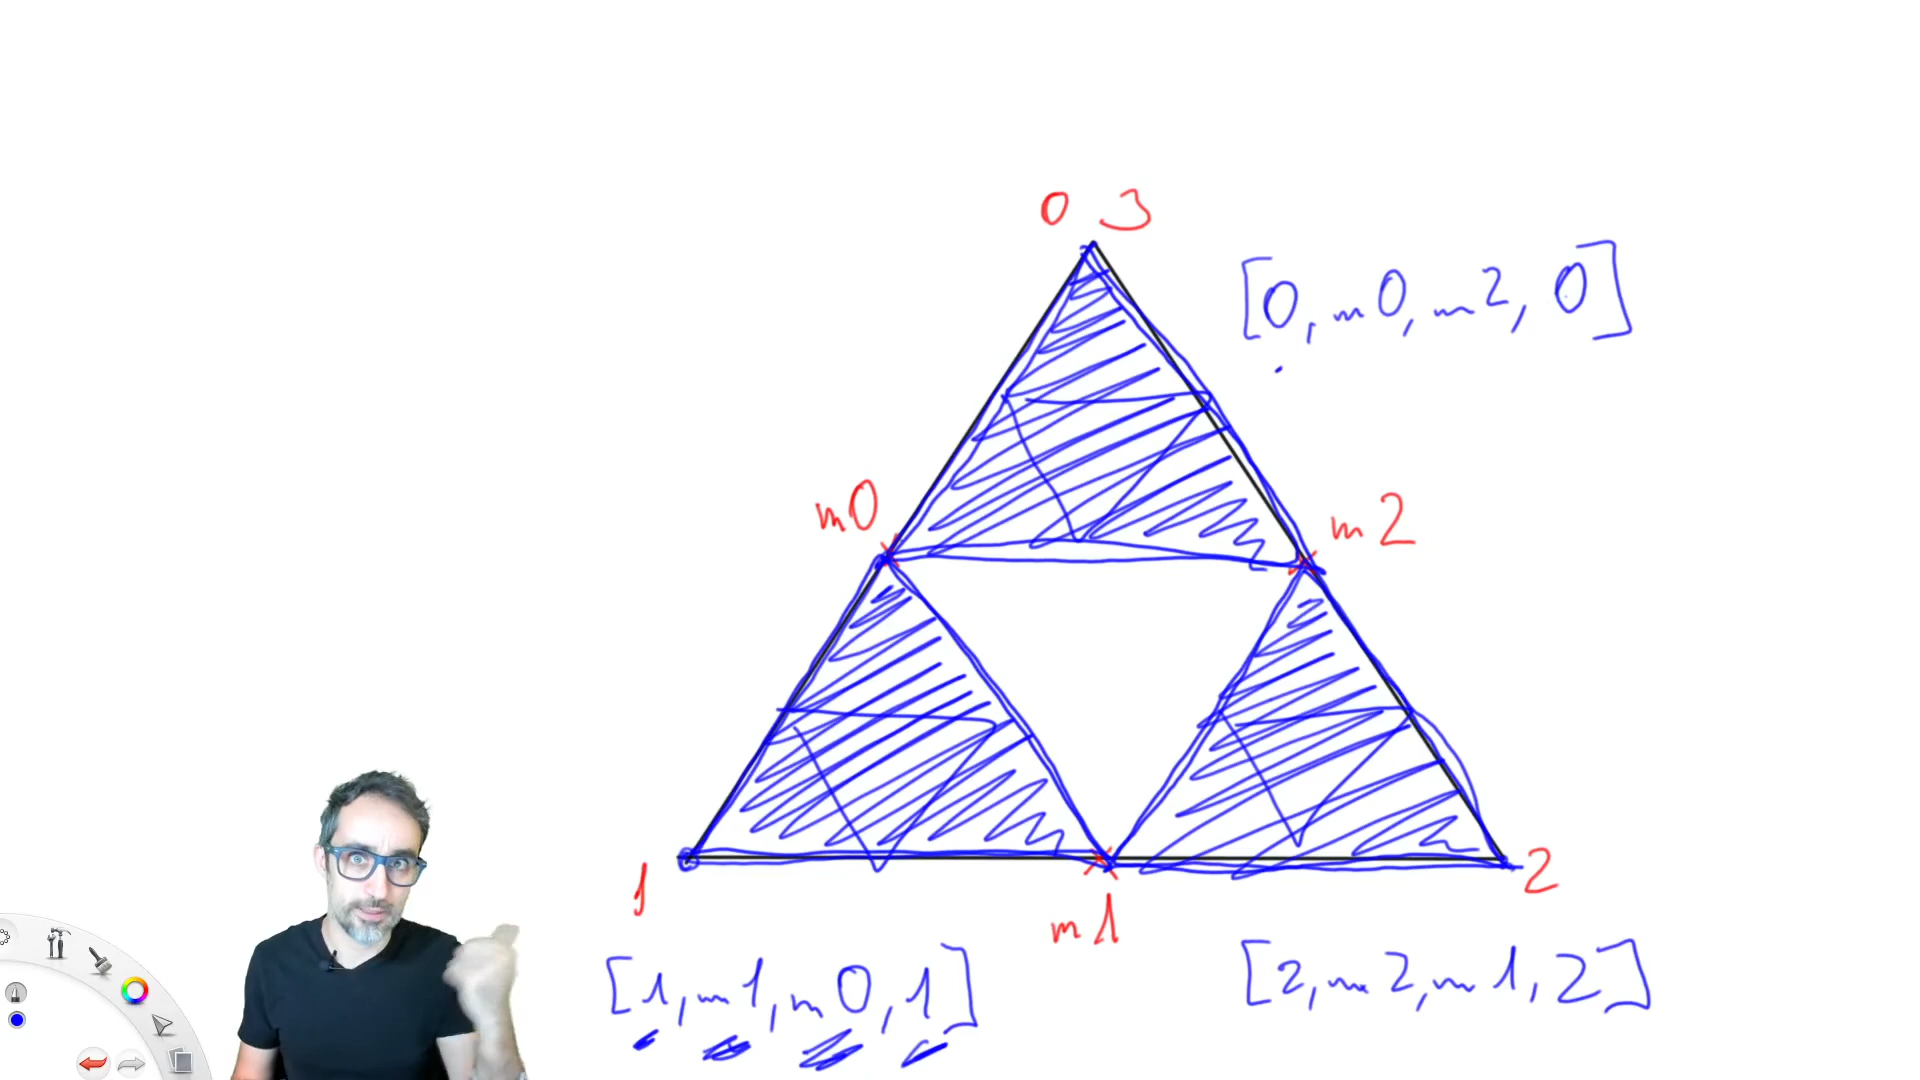 0 3
[0, m0, m2, 0]
m0
m2
1
2
m1
[1, m1, m0, 1]
[2, m2, m1, 2]